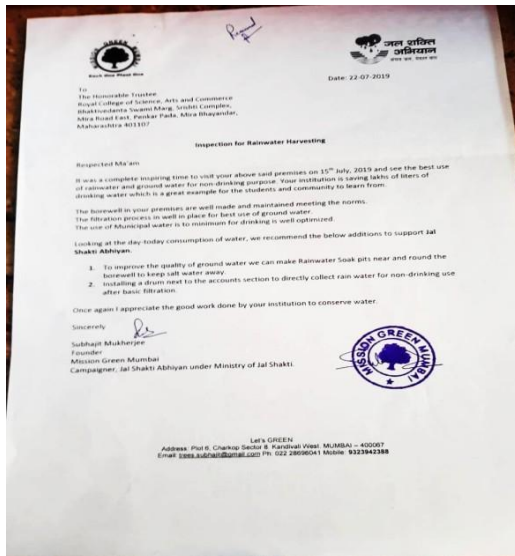 MISSION GREEN MUMBAI
Each One Plant One
जल शक्ति
अभियान
संचय जल, बेहतर कल
Date: 22-07-2019
To
The Honorable Trustee
Royal College of Science, Arts and Commerce
Bhaktivedanta Swami Marg, Srishti Complex,
Mira Road East, Penkar Pada, Mira Bhayandar,
Maharashtra 401107
Inspection for Rainwater Harvesting
Respected Ma'am
It was a complete inspiring time to visit your above said premises on 15th July, 2019 and see the best use
of rainwater and ground water for non-drinking purpose. Your institution is saving lakhs of liters of
drinking water which is a great example for the students and community to learn from.
The borewell in your premises are well made and maintained meeting the norms.
The filtration process in well in place for best use of ground water.
The use of Municipal water is to minimum for drinking is well optimized.
Looking at the day-today consumption of water, we recommend the below additions to support Jal
Shakti Abhiyan.
1. To improve the quality of ground water we can make Rainwater Soak pits near and round the
borewell to keep salt water away.
2. Installing a drum next to the accounts section to directly collect rain water for non-drinking use
after basic filtration.
Once again I appreciate the good work done by your institution to conserve water.
Sincerely
Subhajit Mukherjee
Founder
Mission Green Mumbai
Campaigner, Jal Shakti Abhiyan under Ministry of Jal Shakti.
MISSION GREEN MUMBAI
Let's GREEN
Address: Plot 6, Charkop Sector 8, Kandivali West. MUMBAI – 400067
Email: trees.subhajit@gmail.com Ph: 022 28696041 Mobile: 9323942388